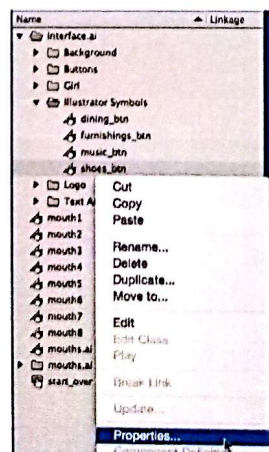 Name Linkage
interface.ai
Background
Buttons
Girl
Illustrator Symbols
dining_btn
furnishings_btn
music_btn
shoes_btn
Logo
Text A
mouth1
mouth2
mouth3
mouth4
mouth5
mouth6
mouth7
mouth8
mouths.ai
mouths.ai
start_over
Cut
Copy
Paste
Rename...
Delete
Duplicate...
Move to...
Edit
Edit Class
Play
Break Link
Update...
Properties...
Component Definition